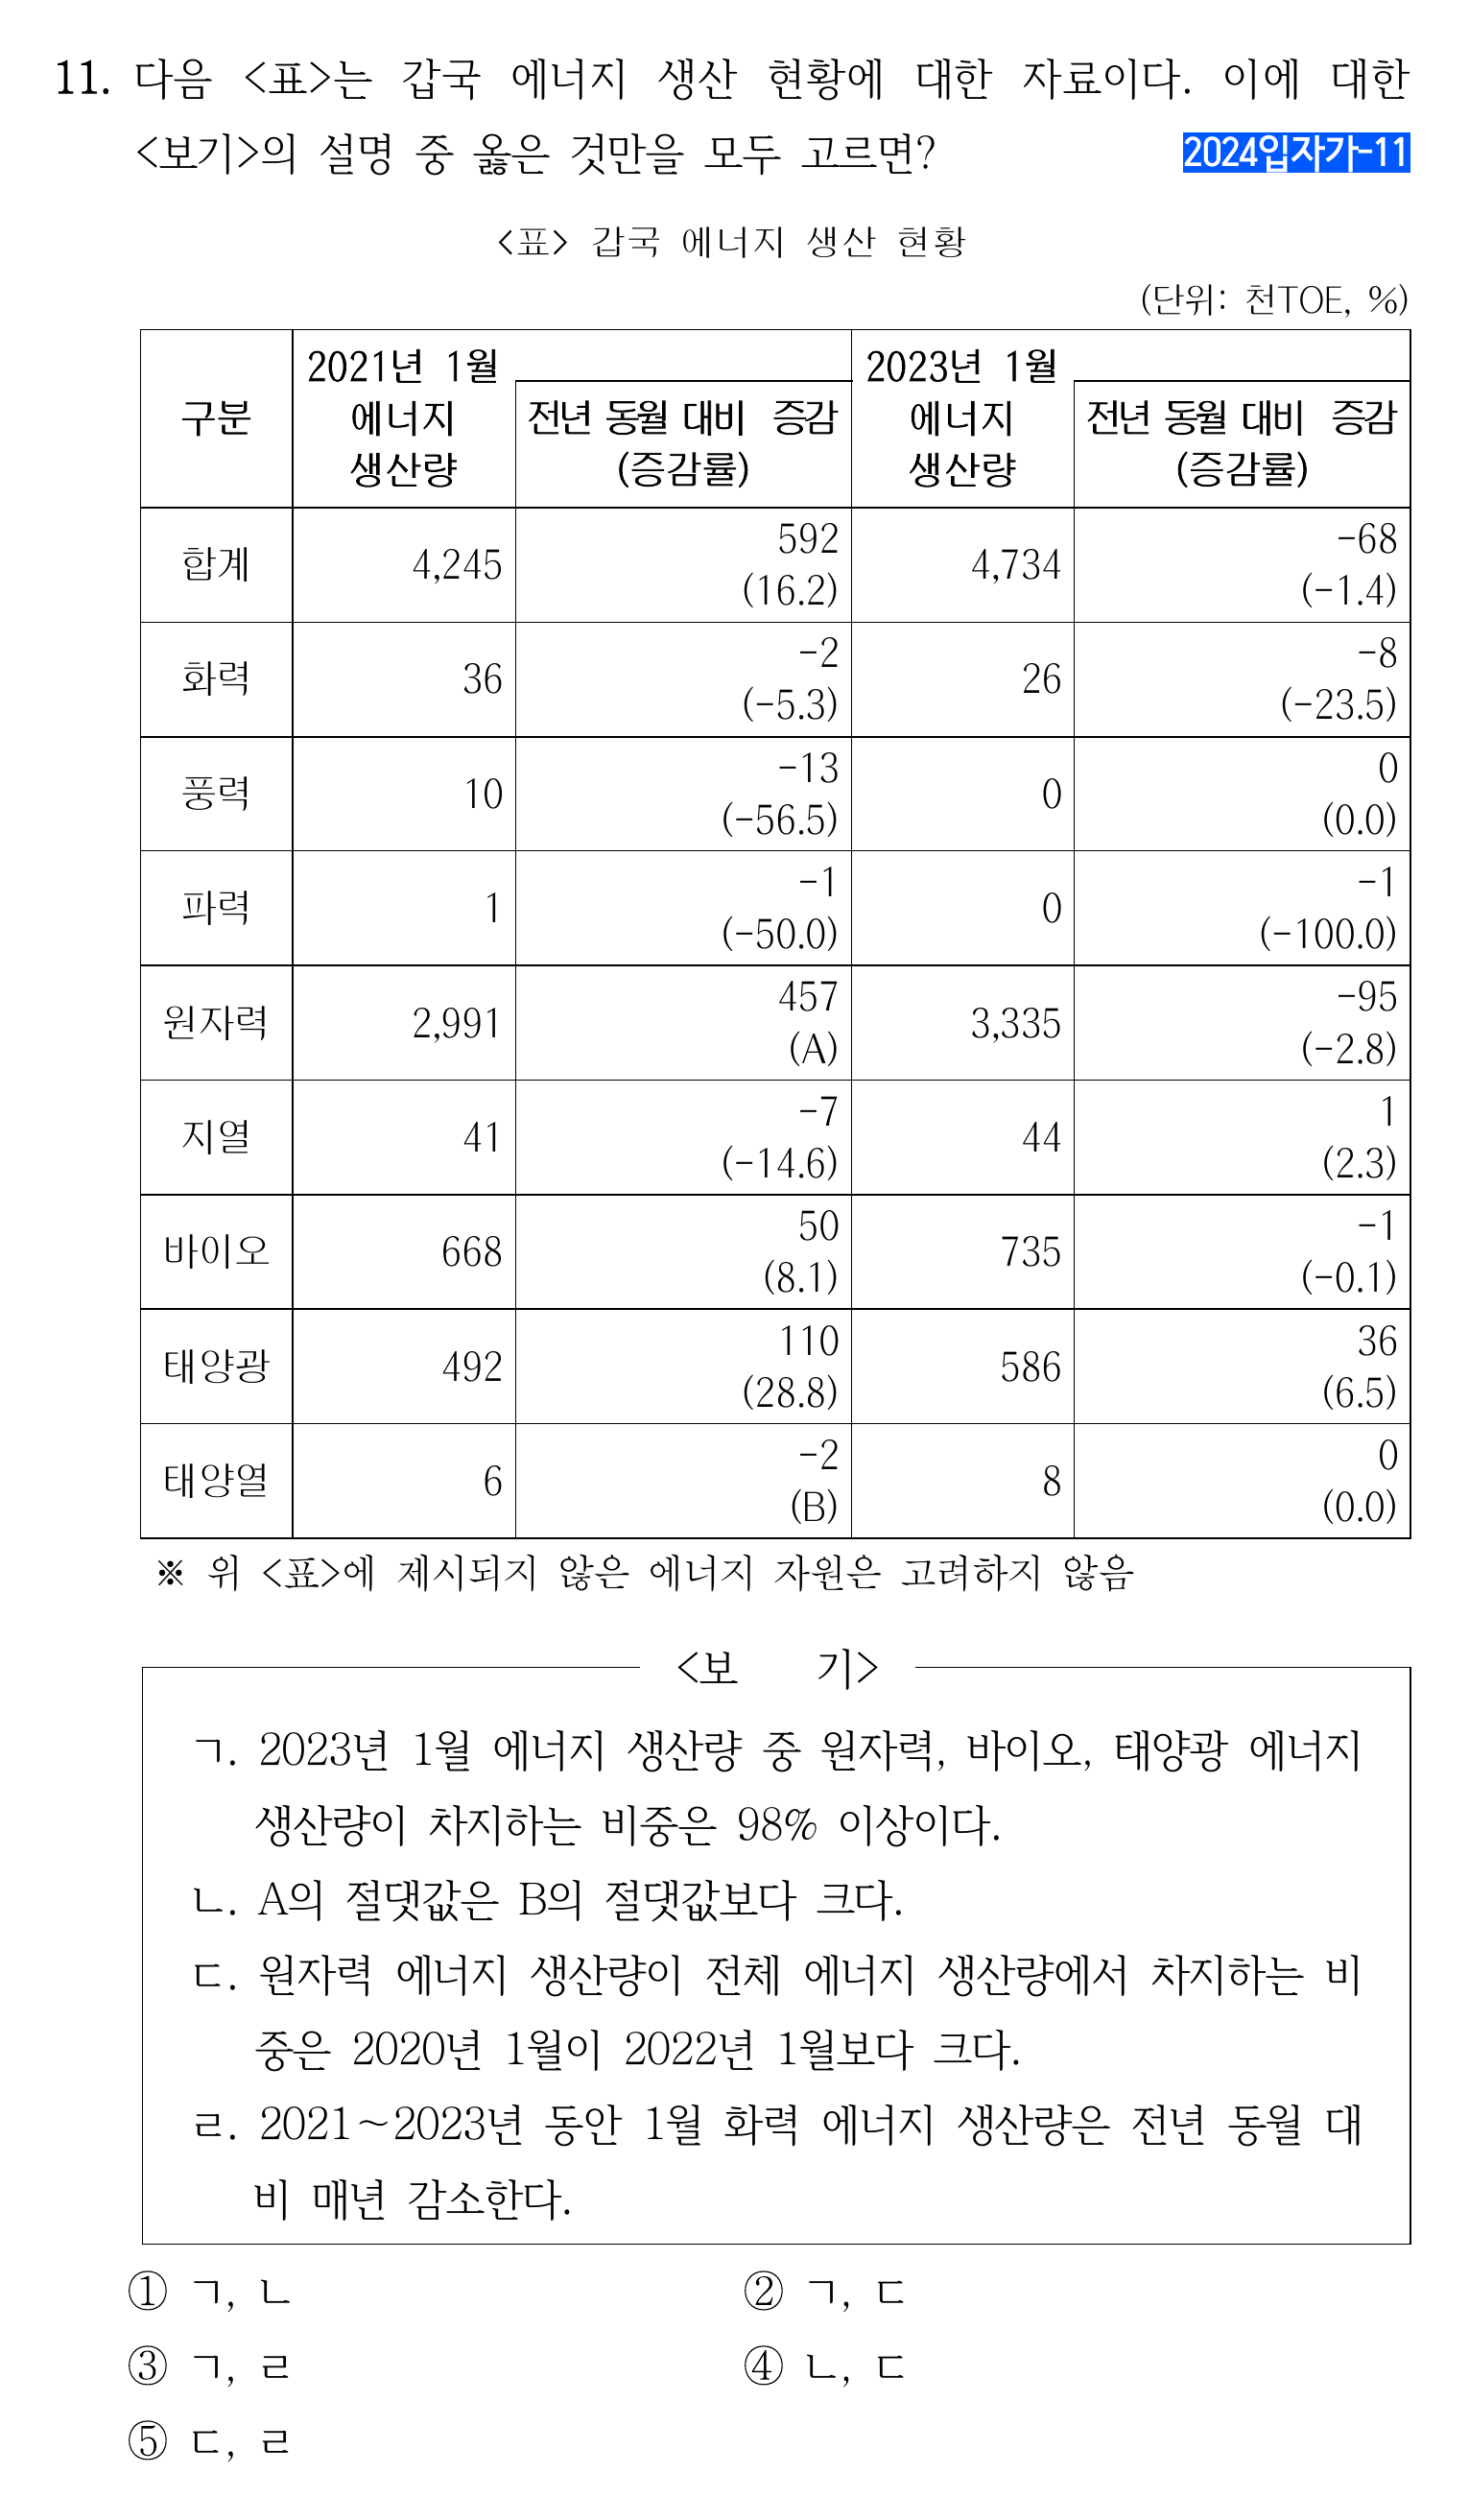 11. 다음 <표>는 갑국 에너지 생산 현황에 대한 자료이다. 이에 대한
<보기>의 설명 중 옳은 것만을 모두 고르면? 2024입자가-11
<표> 갑국 에너지 생산 현황
(단위: 천TOE, %)
구분 2021년 1월 에너지 생산량 전년 동월 대비 증감 (증감률) 2023년 1월 에너지 생산량 전년 동월 대비 증감 (증감률)
합계 4,245 592 (16.2) 4,734 -68 (-1.4)
화력 36 -2 (-5.3) 26 -8 (-23.5)
풍력 10 -13 (-56.5) 0 0 (0.0)
파력 1 -1 (-50.0) 0 -1 (-100.0)
원자력 2,991 457 (A) 3,335 -95 (-2.8)
지열 41 -7 (-14.6) 44 1 (2.3)
바이오 668 50 (8.1) 735 -1 (-0.1)
태양광 492 110 (28.8) 586 36 (6.5)
태양열 6 -2 (B) 8 0 (0.0)
※ 위 <표>에 제시되지 않은 에너지 자원은 고려하지 않음
<보 기>
ㄱ. 2023년 1월 에너지 생산량 중 원자력, 바이오, 태양광 에너지
생산량이 차지하는 비중은 98% 이상이다.
ㄴ. A의 절댓값은 B의 절댓값보다 크다.
ㄷ. 원자력 에너지 생산량이 전체 에너지 생산량에서 차지하는 비
중은 2020년 1월이 2022년 1월보다 크다.
ㄹ. 2021～2023년 동안 1월 화력 에너지 생산량은 전년 동월 대
비 매년 감소한다.
① ㄱ, ㄴ ② ㄱ, ㄷ
③ ㄱ, ㄹ ④ ㄴ, ㄷ
⑤ ㄷ, ㄹ